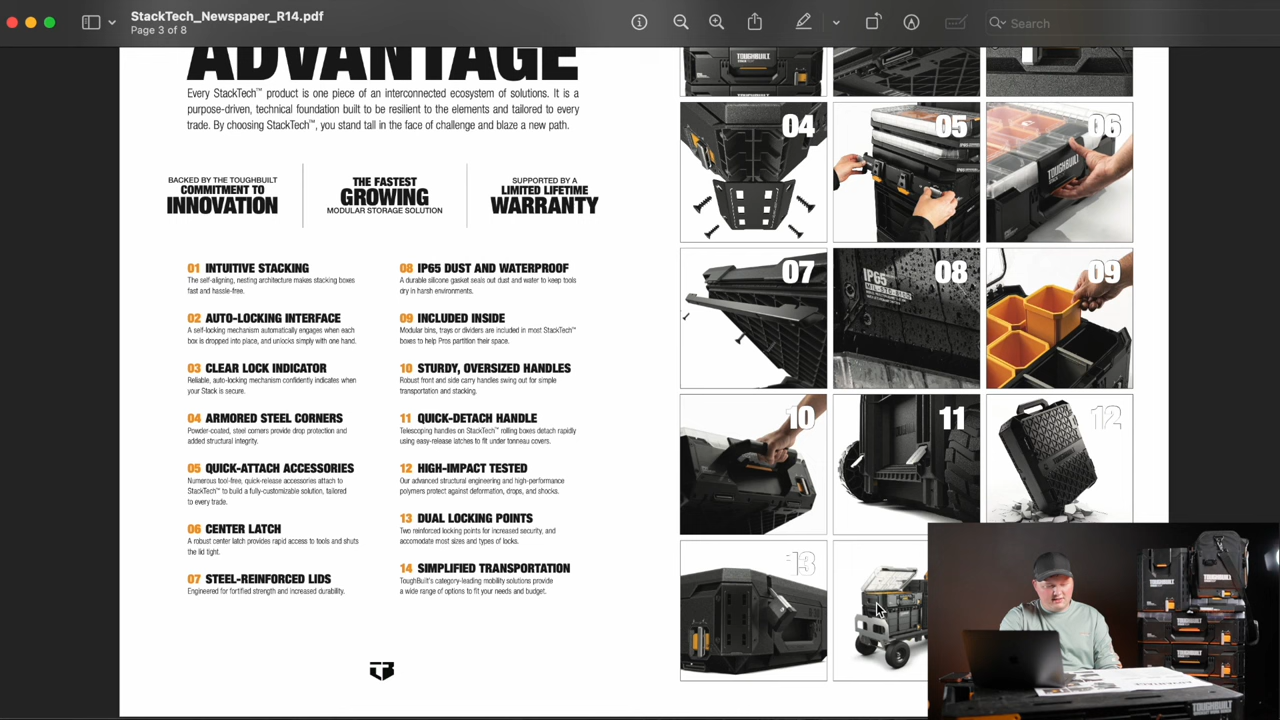 StackTech_Newspaper_R14.pdf
Page 3 of 8
Search
ADVANTAGE
Every StackTech™ product is one piece of an interconnected ecosystem of solutions. It is a
purpose-driven, technical foundation built to be resilient to the elements and tailored to every
trade. By choosing StackTech™, you stand tall in the face of challenge and blaze a new path.
BACKED BY THE TOUGHBUILT
COMMITMENT TO
INNOVATION
THE FASTEST
GROWING
MODULAR STORAGE SOLUTION
SUPPORTED BY A
LIMITED LIFETIME
WARRANTY
01 INTUITIVE STACKING
The self-aligning, nesting architecture makes stacking boxes
fast and hassle-free.
02 AUTO-LOCKING INTERFACE
A self-locking mechanism automatically engages when each
box is dropped into place, and unlocks simply with one hand.
03 CLEAR LOCK INDICATOR
Reliable, auto-locking mechanism confidently indicates when
your Stack is secure.
04 ARMORED STEEL CORNERS
Powder-coated, steel corners provide drop protection and
added structural integrity.
05 QUICK-ATTACH ACCESSORIES
Numerous tool-free, quick-release accessories attach to
StackTech™ to build a fully-customizable solution, tailored
to every trade.
06 CENTER LATCH
A robust center latch provides rapid access to tools and shuts
the lid tight.
07 STEEL-REINFORCED LIDS
Engineered for fortified strength and increased durability.
08 IP65 DUST AND WATERPROOF
A durable silicone gasket seals out dust and water to keep tools
dry in harsh environments.
09 INCLUDED INSIDE
Modular bins, trays or dividers are included in most StackTech™
boxes to help Pros partition their space.
10 STURDY, OVERSIZED HANDLES
Robust front and side carry handles swing out for simple
transportation and stacking.
11 QUICK-DETACH HANDLE
Telescoping handles on StackTech™ rolling boxes detach rapidly
using easy-release latches to fit under tonneau covers.
12 HIGH-IMPACT TESTED
Our advanced structural engineering and high-performance
polymers protect against deformation, drops, and shocks.
13 DUAL LOCKING POINTS
Two reinforced locking points for increased security, and
accomodate most sizes and types of locks.
14 SIMPLIFIED TRANSPORTATION
ToughBuilt's category-leading mobility solutions provide
a wide range of options to fit your needs and budget.
TOUGHBUILT
04
05
06
TOUGHBUILT
07
08
IP65
MIL-STD-810G
09
10
11
12
13
TOUGHBUILT
TOUGHBUILT
TOUGHBUILT
TOUGHBUILT
TOUGHBUILT